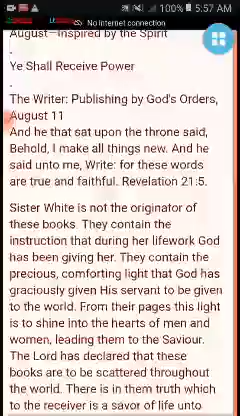 100% 5:57 AM
No Internet connection
August—Inspired by the Spirit
.
Ye Shall Receive Power
.
The Writer: Publishing by God's Orders,
August 11
And he that sat upon the throne said,
Behold, I make all things new. And he
said unto me, Write: for these words
are true and faithful. Revelation 21:5.
Sister White is not the originator of
these books. They contain the
instruction that during her lifework God
has been giving her. They contain the
precious, comforting light that God has
graciously given His servant to be given
to the world. From their pages this light
is to shine into the hearts of men and
women, leading them to the Saviour.
The Lord has declared that these
books are to be scattered throughout
the world. There is in them truth which
to the receiver is a savor of life unto